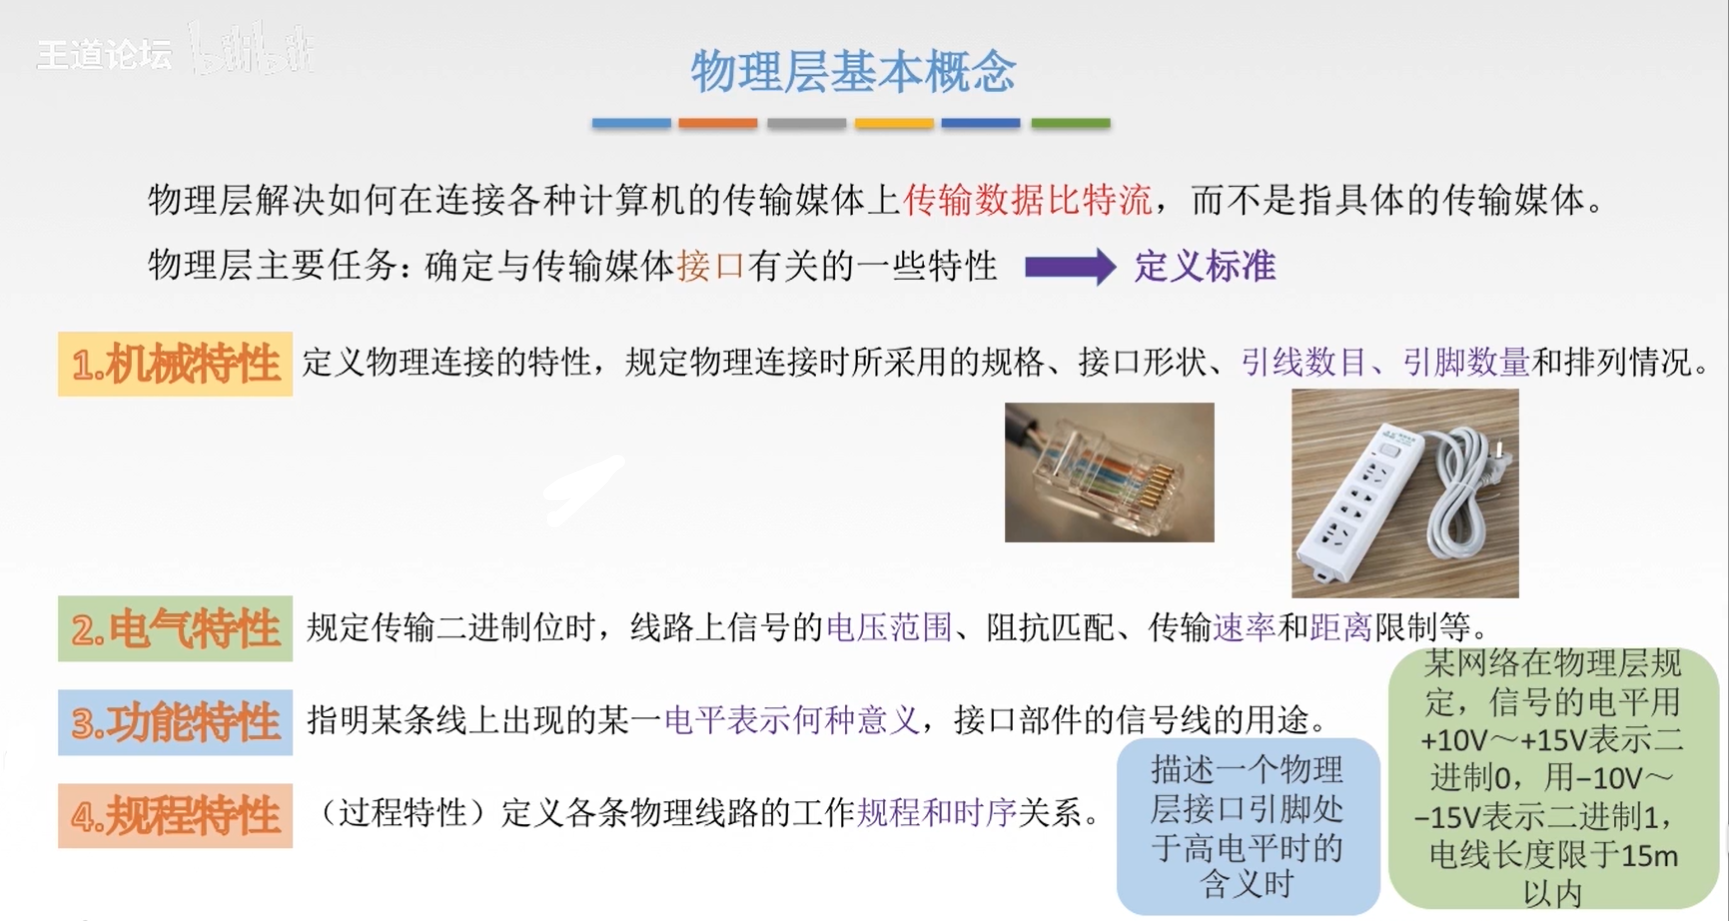 王道论坛 bilibili
物理层基本概念
物理层解决如何在连接各种计算机的传输媒体上传输数据比特流，而不是指具体的传输媒体。
物理层主要任务：确定与传输媒体接口有关的一些特性 定义标准
1.机械特性 定义物理连接的特性，规定物理连接时所采用的规格、接口形状、引线数目、引脚数量和排列情况。
2.电气特性 规定传输二进制位时，线路上信号的电压范围、阻抗匹配、传输速率和距离限制等。
3.功能特性 指明某条线上出现的某一电平表示何种意义，接口部件的信号线的用途。
4.规程特性 （过程特性）定义各条物理线路的工作规程和时序关系。
描述一个物理
层接口引脚处
于高电平时的
含义时
某网络在物理层规
定，信号的电平用
+10V～+15V表示二
进制0，用−10V～
−15V表示二进制1，
电线长度限于15m
以内